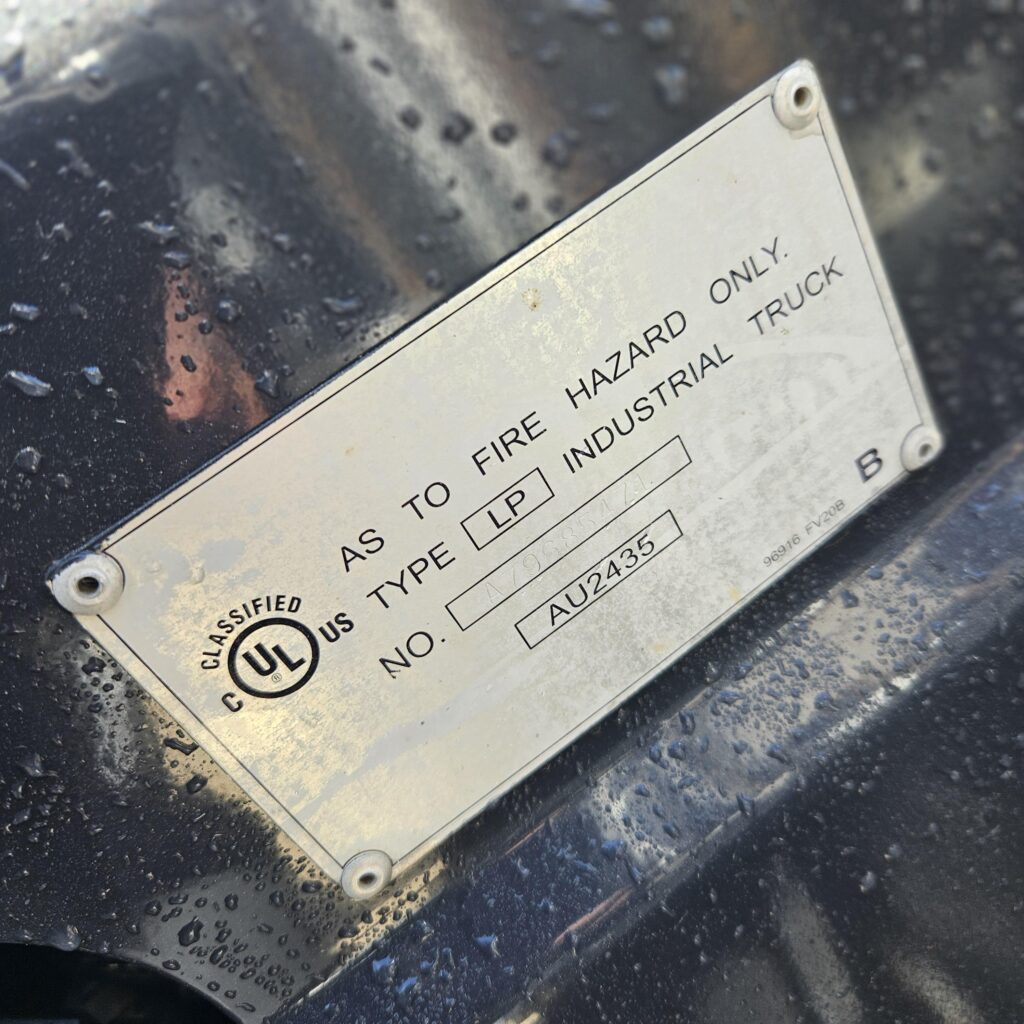 AS TO FIRE HAZARD ONLY.
TYPE LP INDUSTRIAL TRUCK
NO.
AU2435
CLASSIFIED
C UL US
®
B
96916 FV20B